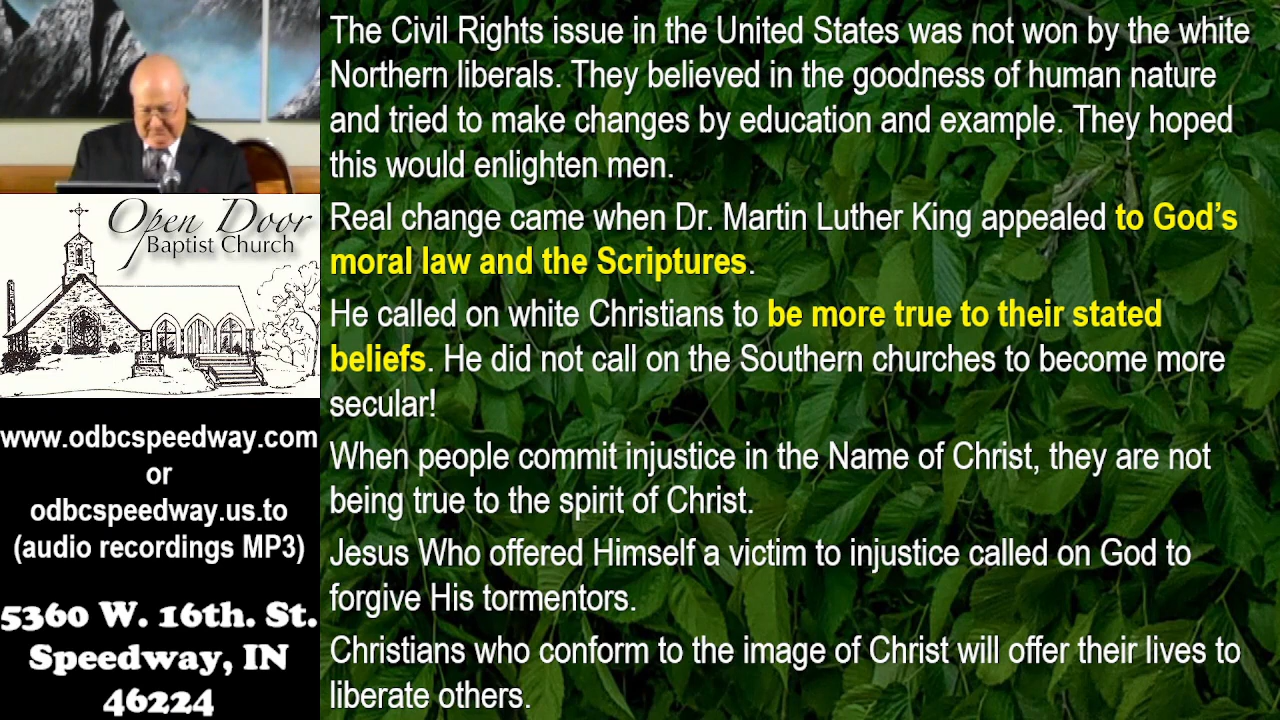 Open Door
Baptist Church
www.odbcspeedway.com
or
odbcspeedway.us.to
(audio recordings MP3)
5360 W. 16th. St.
Speedway, IN
46224
The Civil Rights issue in the United States was not won by the white
Northern liberals. They believed in the goodness of human nature
and tried to make changes by education and example. They hoped
this would enlighten men.
Real change came when Dr. Martin Luther King appealed to God’s
moral law and the Scriptures.
He called on white Christians to be more true to their stated
beliefs. He did not call on the Southern churches to become more
secular!
When people commit injustice in the Name of Christ, they are not
being true to the spirit of Christ.
Jesus Who offered Himself a victim to injustice called on God to
forgive His tormentors.
Christians who conform to the image of Christ will offer their lives to
liberate others.